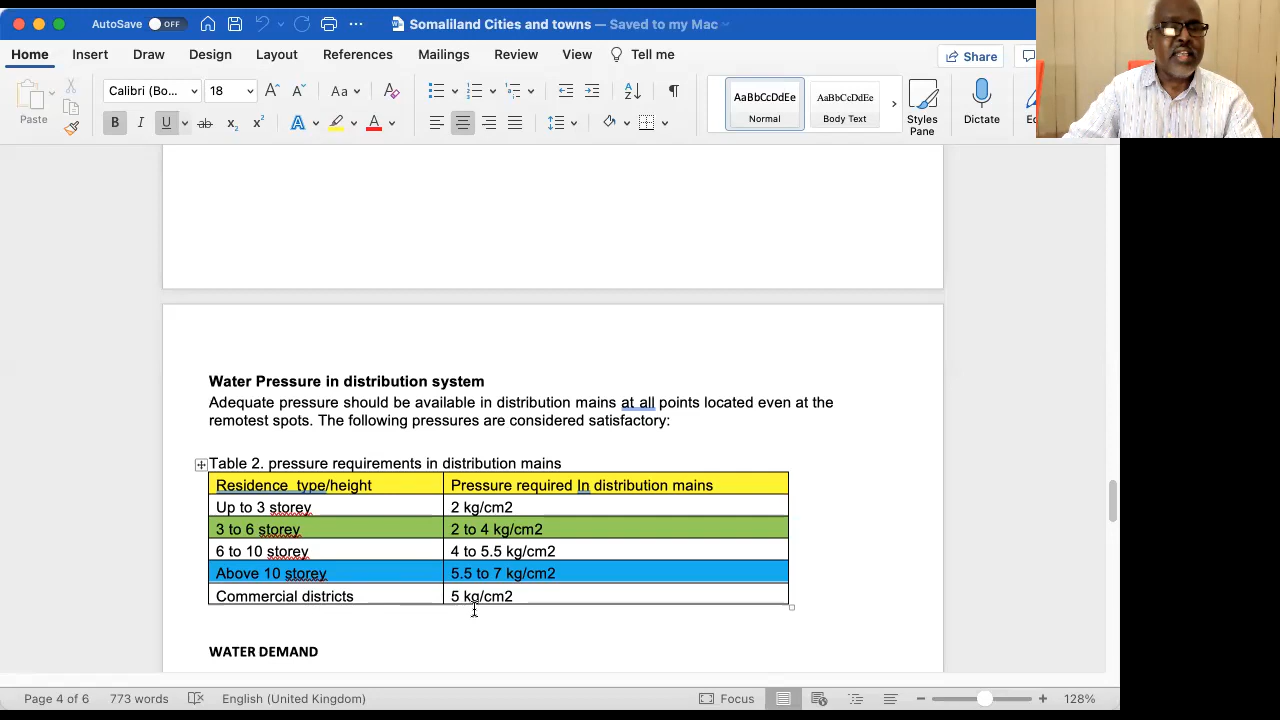 AutoSave OFF
Somaliland Cities and towns — Saved to my Mac
Home Insert Draw Design Layout References Mailings Review View Tell me Share
Paste
Calibri (Bo... 18
AaBbCcDdEe
Normal
AaBbCcDdEe
Body Text
Styles
Pane
Dictate
Water Pressure in distribution system
Adequate pressure should be available in distribution mains at all points located even at the
remotest spots. The following pressures are considered satisfactory:
Table 2. pressure requirements in distribution mains
Residence type/height Pressure required In distribution mains
Up to 3 storey 2 kg/cm2
3 to 6 storey 2 to 4 kg/cm2
6 to 10 storey 4 to 5.5 kg/cm2
Above 10 storey 5.5 to 7 kg/cm2
Commercial districts 5 kg/cm2
WATER DEMAND
Page 4 of 6 773 words English (United Kingdom) Focus 128%